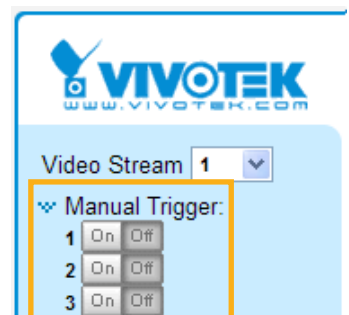 VIVOTEK
www.vivotek.com
Video Stream 1
Manual Trigger:
1 On Off
2 On Off
3 On Off